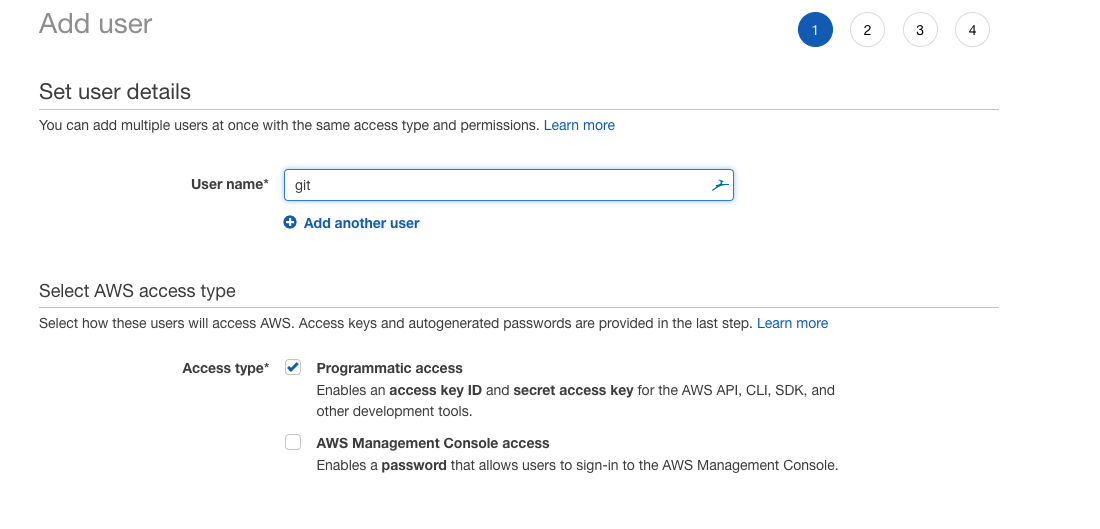 Add user
1 2 3 4
Set user details
You can add multiple users at once with the same access type and permissions. Learn more
User name* git
Add another user
Select AWS access type
Select how these users will access AWS. Access keys and autogenerated passwords are provided in the last step. Learn more
Access type* Programmatic access
Enables an access key ID and secret access key for the AWS API, CLI, SDK, and
other development tools.
AWS Management Console access
Enables a password that allows users to sign-in to the AWS Management Console.